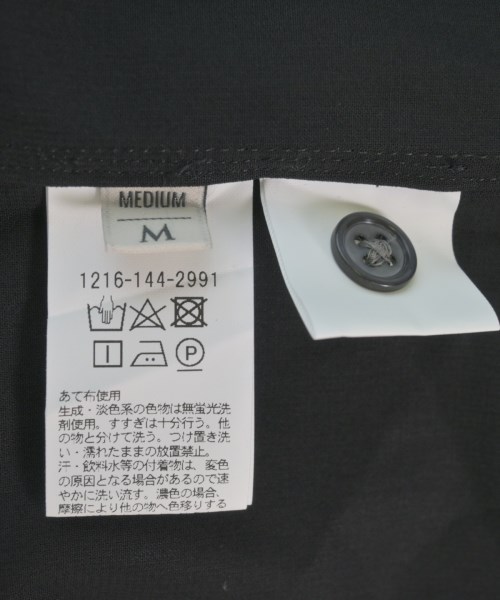 MEDIUM
M
1216-144-2991
P
あて布使用
生成・淡色系の色物は無蛍光洗
剤使用。すすぎは十分行う。他
の物と分けて洗う。つけ置き洗
い・濡れたままの放置禁止。
汗・飲料水等の付着物は、変色
の原因となる場合があるので速
やかに洗い流す。濃色の場合、
摩擦により他の物へ色移りする